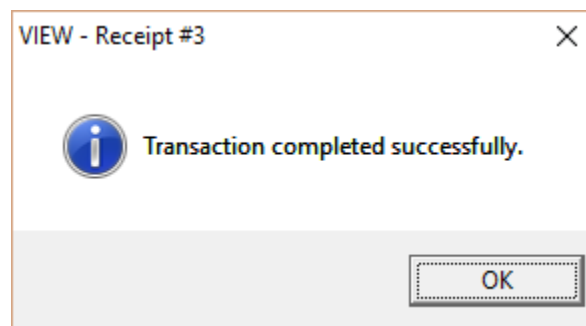 VIEW - Receipt #3
Transaction completed successfully.
OK